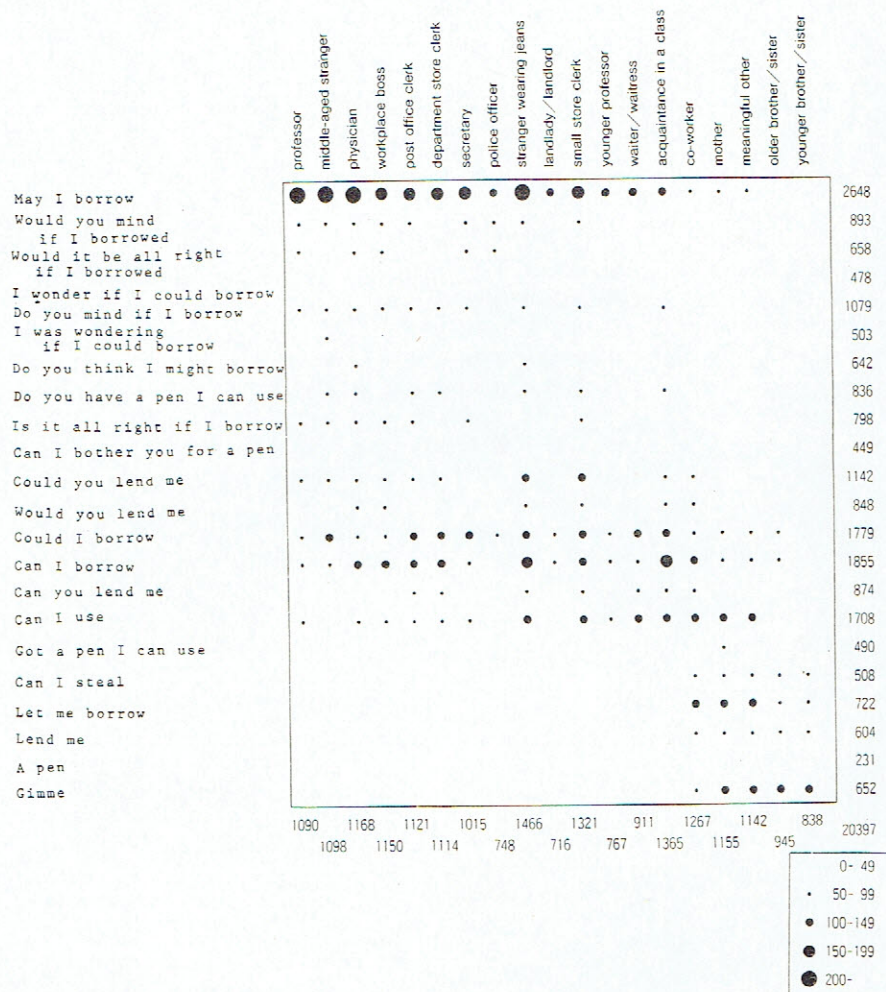 professor
middle-aged stranger
physician
workplace boss
post office clerk
department store clerk
secretary
police officer
stranger wearing jeans
landlady/landlord
small store clerk
younger professor
waiter/waitress
acquaintance in a class
co-worker
mother
meaningful other
older brother/sister
younger brother/sister
May I borrow 2648
Would you mind 893
if I borrowed
Would it be all right 658
if I borrowed
478
I wonder if I could borrow
Do you mind if I borrow 1079
I was wondering 503
if I could borrow
Do you think I might borrow 642
Do you have a pen I can use 836
Is it all right if I borrow 798
Can I bother you for a pen 449
Could you lend me 1142
Would you lend me 848
Could I borrow 1779
Can I borrow 1855
Can you lend me 874
Can I use 1708
Got a pen I can use 490
Can I steal 508
Let me borrow 722
Lend me 604
A pen 231
Gimme 652
1090 1168 1121 1015 1466 1321 911 1267 1142 838 20397
1098 1150 1114 748 716 767 1365 1155 945
0- 49
50- 99
100-149
150-199
200-